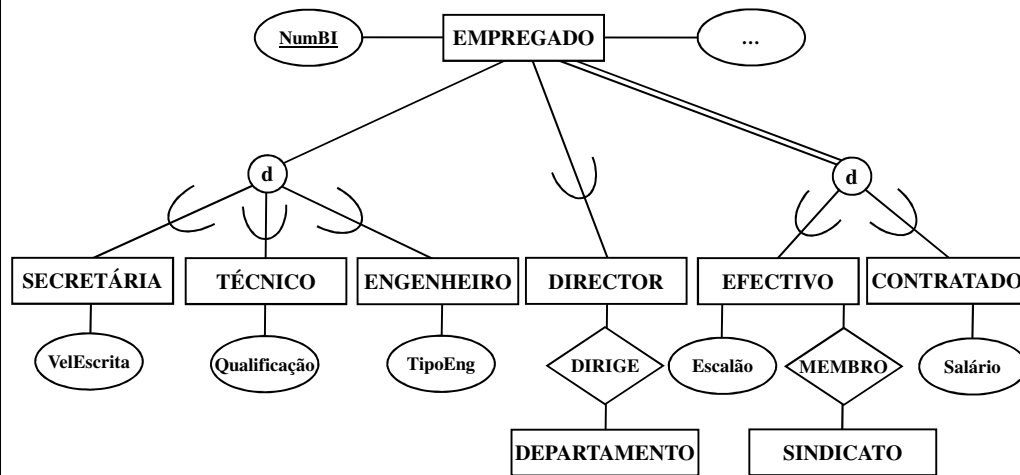 NumBI
EMPREGADO
...
d
d
SECRETÁRIA
TÉCNICO
ENGENHEIRO
DIRECTOR
EFECTIVO
CONTRATADO
VelEscrita
Qualificação
TipoEng
DIRIGE
Escalão
MEMBRO
Salário
DEPARTAMENTO
SINDICATO